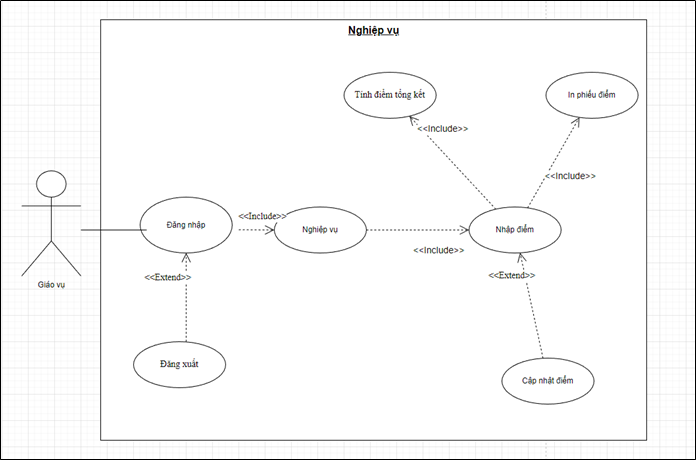 Nghiệp vụ
Tính điểm tổng kết
In phiếu điểm
<<Include>>
<<Include>>
Đăng nhập
<<Include>>
Nghiệp vụ
Nhập điểm
<<Include>>
<<Extend>>
<<Extend>>
Giáo vụ
Đăng xuất
Cập nhật điểm